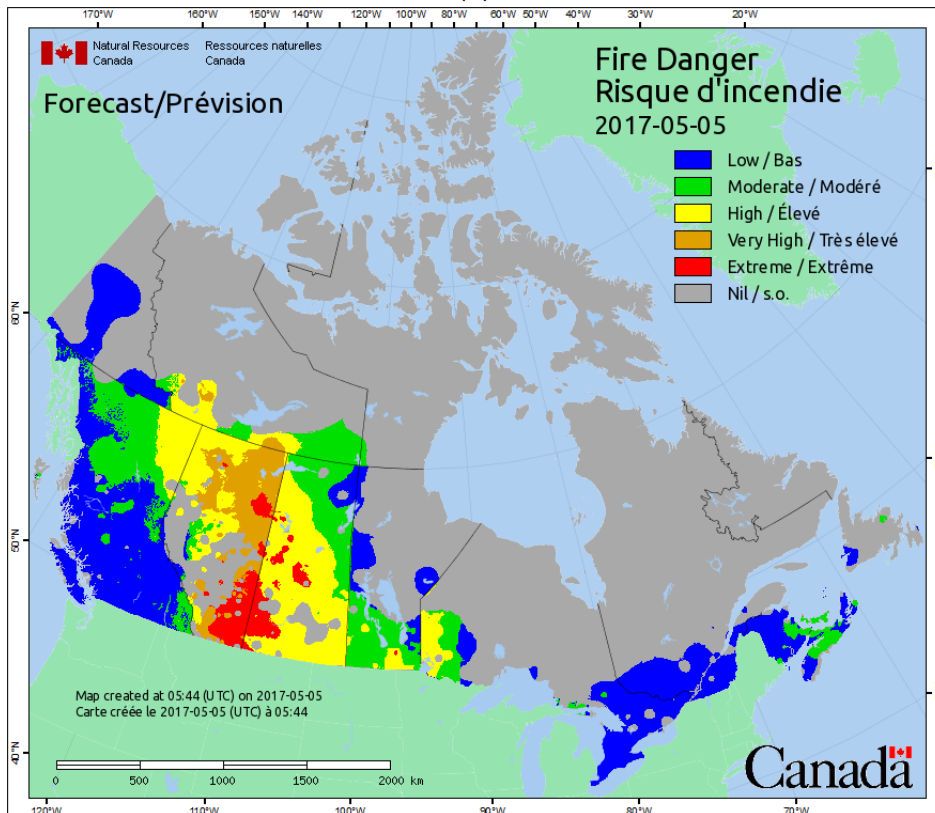 170°W 160°W 150°W 140°W 130°W 120°W 110°W 100°W 90°W 80°W 70°W 60°W 50°W 40°W 30°W 20°W
Natural Resources Ressources naturelles
Canada Canada
Forecast/Prévision
Fire Danger
Risque d'incendie
2017-05-05
Low / Bas
Moderate / Modéré
High / Élevé
Very High / Très élevé
Extreme / Extrême
Nil / s.o.
60°N
50°N
40°N
Map created at 05:44 (UTC) on 2017-05-05
Carte créée le 2017-05-05 (UTC) à 05:44
0 500 1000 1500 2000 km
Canada
120°W 110°W 100°W 90°W 80°W 70°W